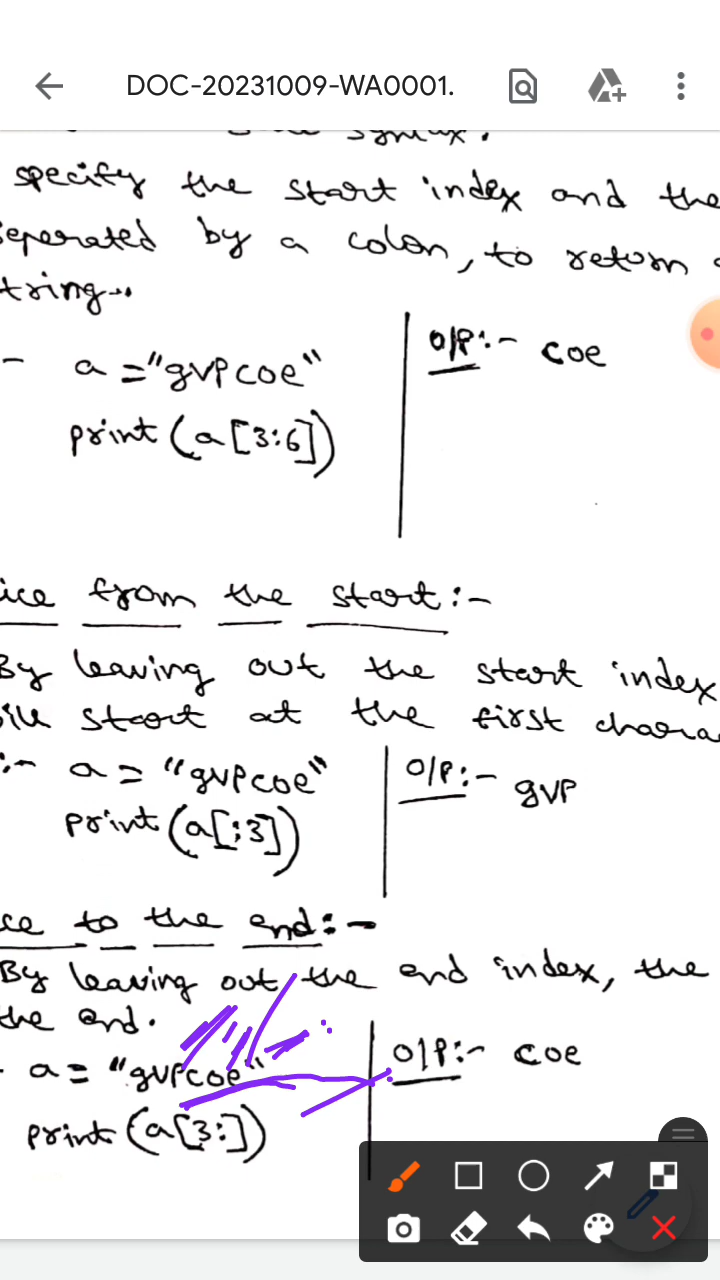 DOC-20231009-WA0001.
syntax.
specify the start index and the
seperated by a colon, to return
tring..
a = "gvpcoe"
print (a[3:6])
O/P:- coe
ice from the start:-
By leaving out the start index
start at the first chara
:- a = "gvpcoe"
print (a[:3])
O/P:- gvp
ce to the end:-
By leaving out the end index, the
the end.
- a = "gvpcoe"
print (a[3:])
O/P:- coe